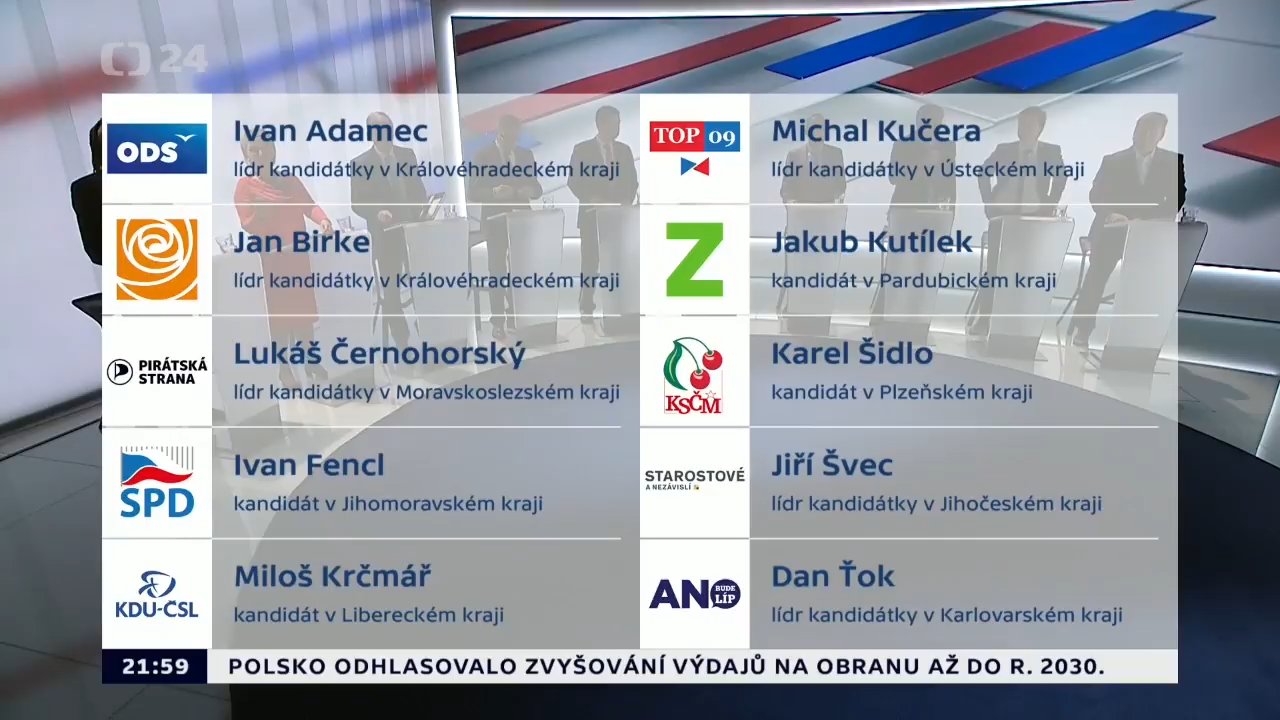 24
ODS
Ivan Adamec
lídr kandidátky v Královéhradeckém kraji
Jan Birke
lídr kandidátky v Královéhradeckém kraji
PIRÁTSKÁ
STRANA
Lukáš Černohorský
lídr kandidátky v Moravskoslezském kraji
SPD
Ivan Fencl
kandidát v Jihomoravském kraji
KDU-ČSL
Miloš Krčmář
kandidát v Libereckém kraji
TOP 09
Michal Kučera
lídr kandidátky v Ústeckém kraji
Z
Jakub Kutílek
kandidát v Pardubickém kraji
KSČM
Karel Šidlo
kandidát v Plzeňském kraji
STAROSTOVÉ
A NEZÁVISLÍ
Jiří Švec
lídr kandidátky v Jihočeském kraji
ANO
BUDE
LÍP
Dan Ťok
lídr kandidátky v Karlovarském kraji
21:59
POLSKO ODHLASOVALO ZVYŠOVÁNÍ VÝDAJŮ NA OBRANU AŽ DO R. 2030.